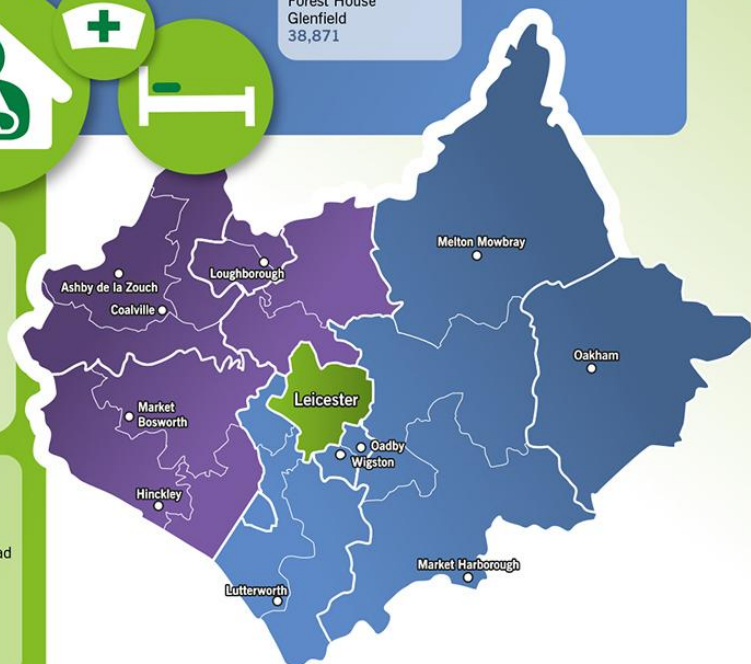 Forest House
Glenfield
38,871
Melton Mowbray
Loughborough
Ashby de la Zouch
Coalville
Oakham
Leicester
Market
Bosworth
Oadby
Wigston
Hinckley
Market Harborough
Lutterworth